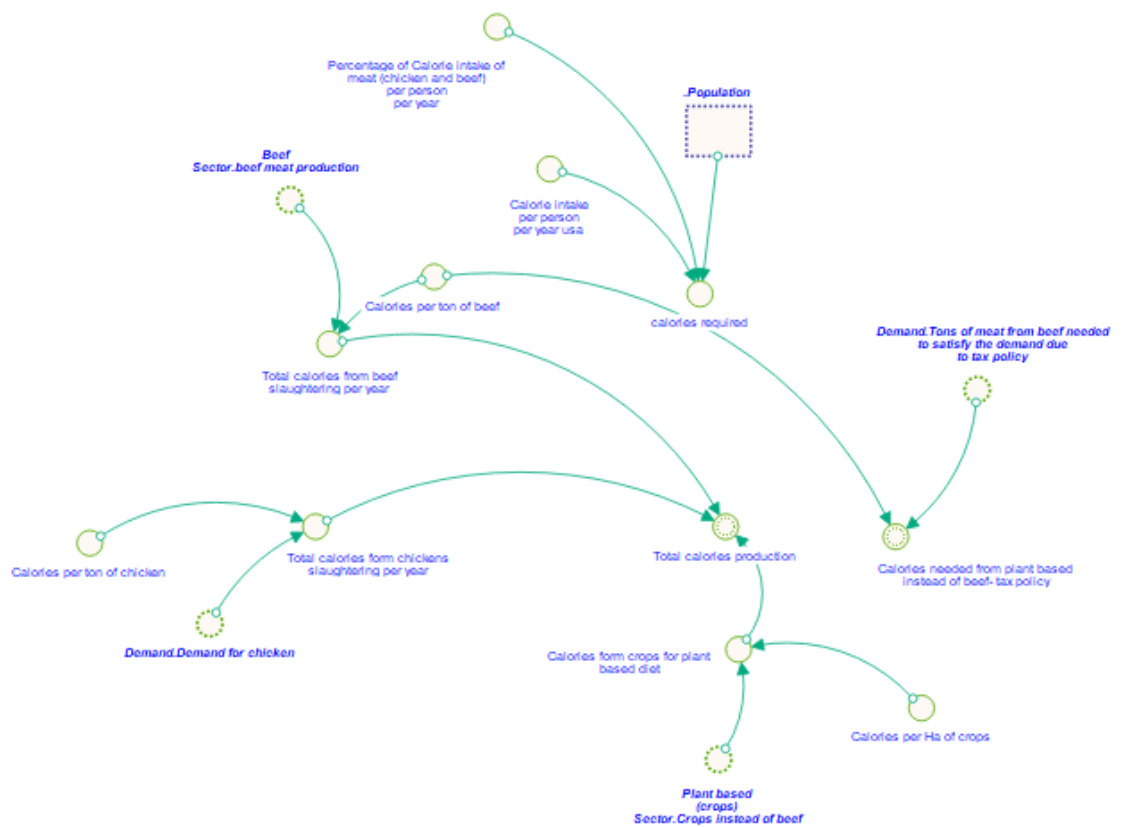 Percentage of Calorie intake of
meat (chicken and beef)
per person
per year
.Population
Beef
Sector.beef meat production
Calorie intake
per person
per year usa
Calories per ton of beef
calories required
Demand.Tons of meat from beef needed
to satisfy the demand due
to tax policy
Total calories from beef
slaughtering per year
Total calories form chickens
slaughtering per year
Total calories production
Calories per ton of chicken
Calories needed from plant based
instead of beef- tax policy
Demand.Demand for chicken
Calories form crops for plant
based diet
Calories per Ha of crops
Plant based
(crops)
Sector.Crops instead of beef